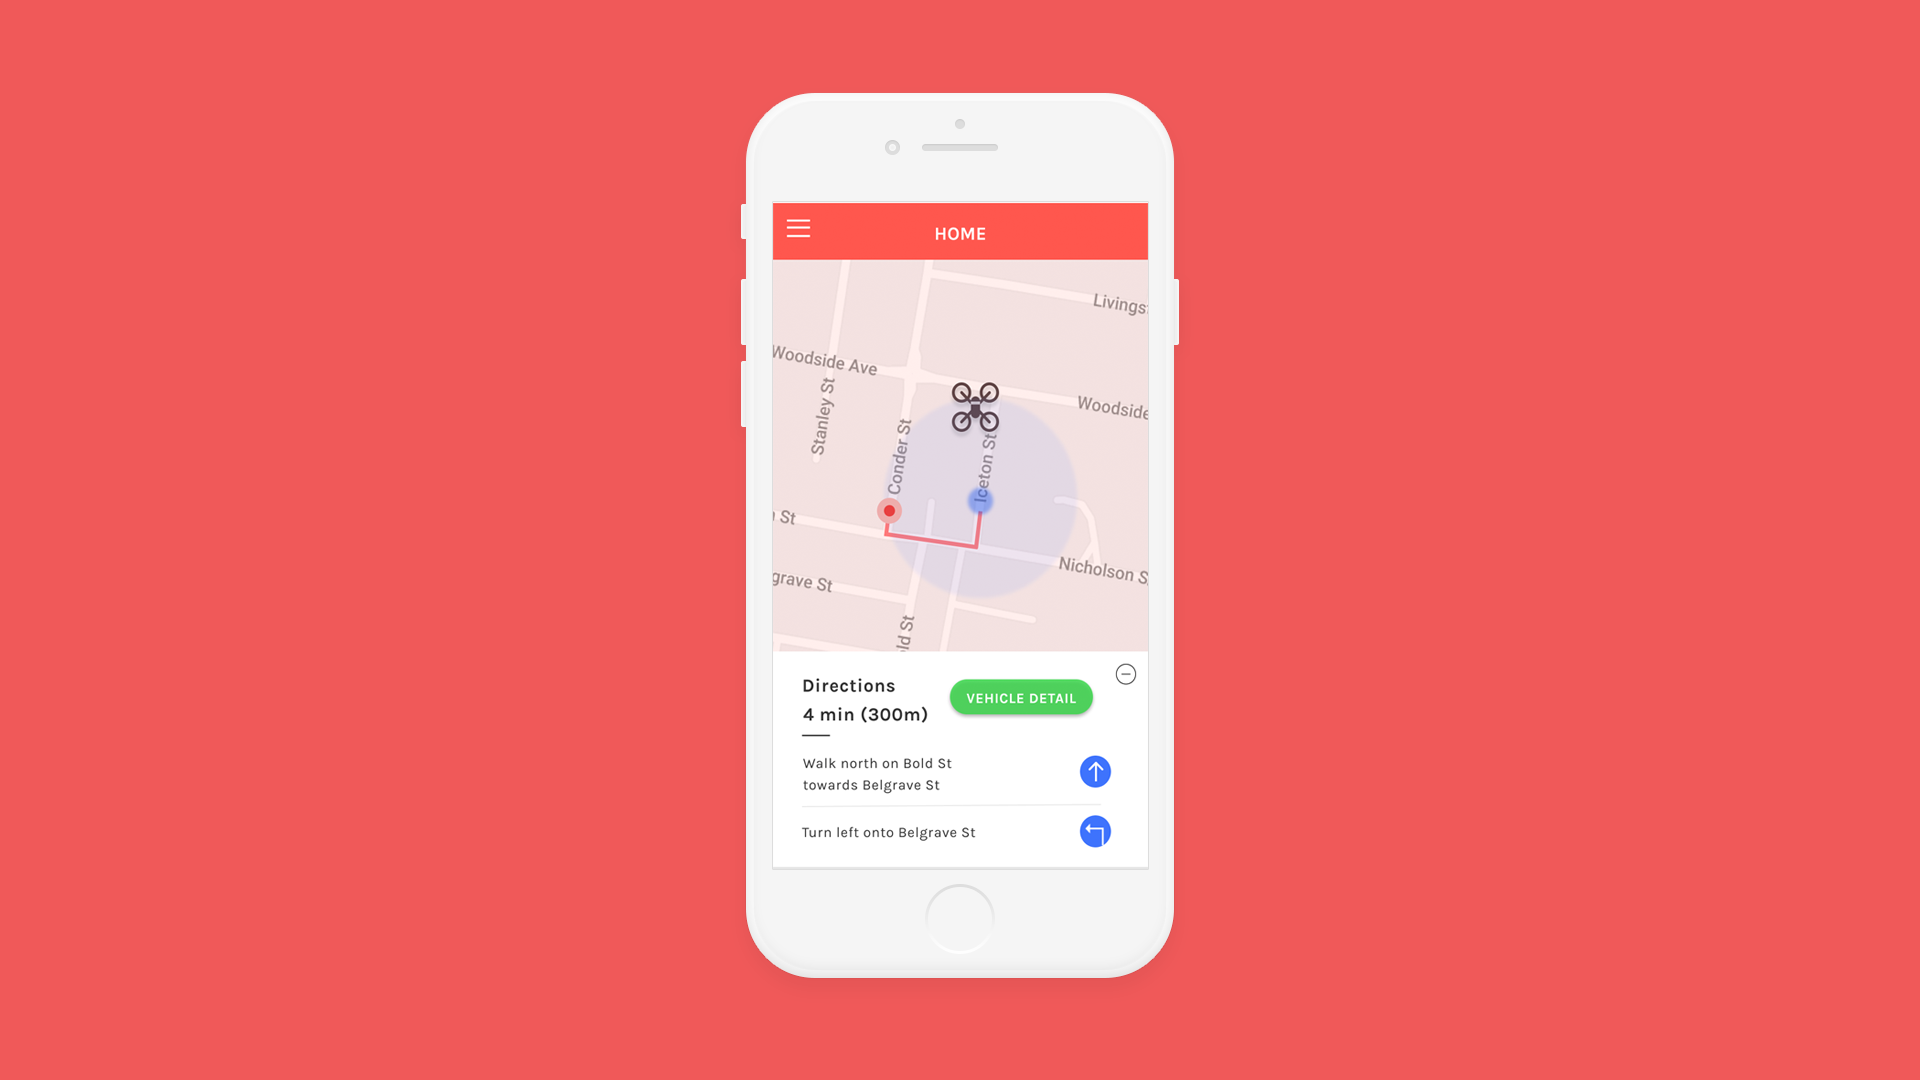 HOME
Livings
Woodside Ave
Stanley St
Woodside
Conder St
Iceton St
St
Nicholson S
grave St
ld St
Directions
VEHICLE DETAIL
4 min (300m)
Walk north on Bold St
towards Belgrave St
Turn left onto Belgrave St